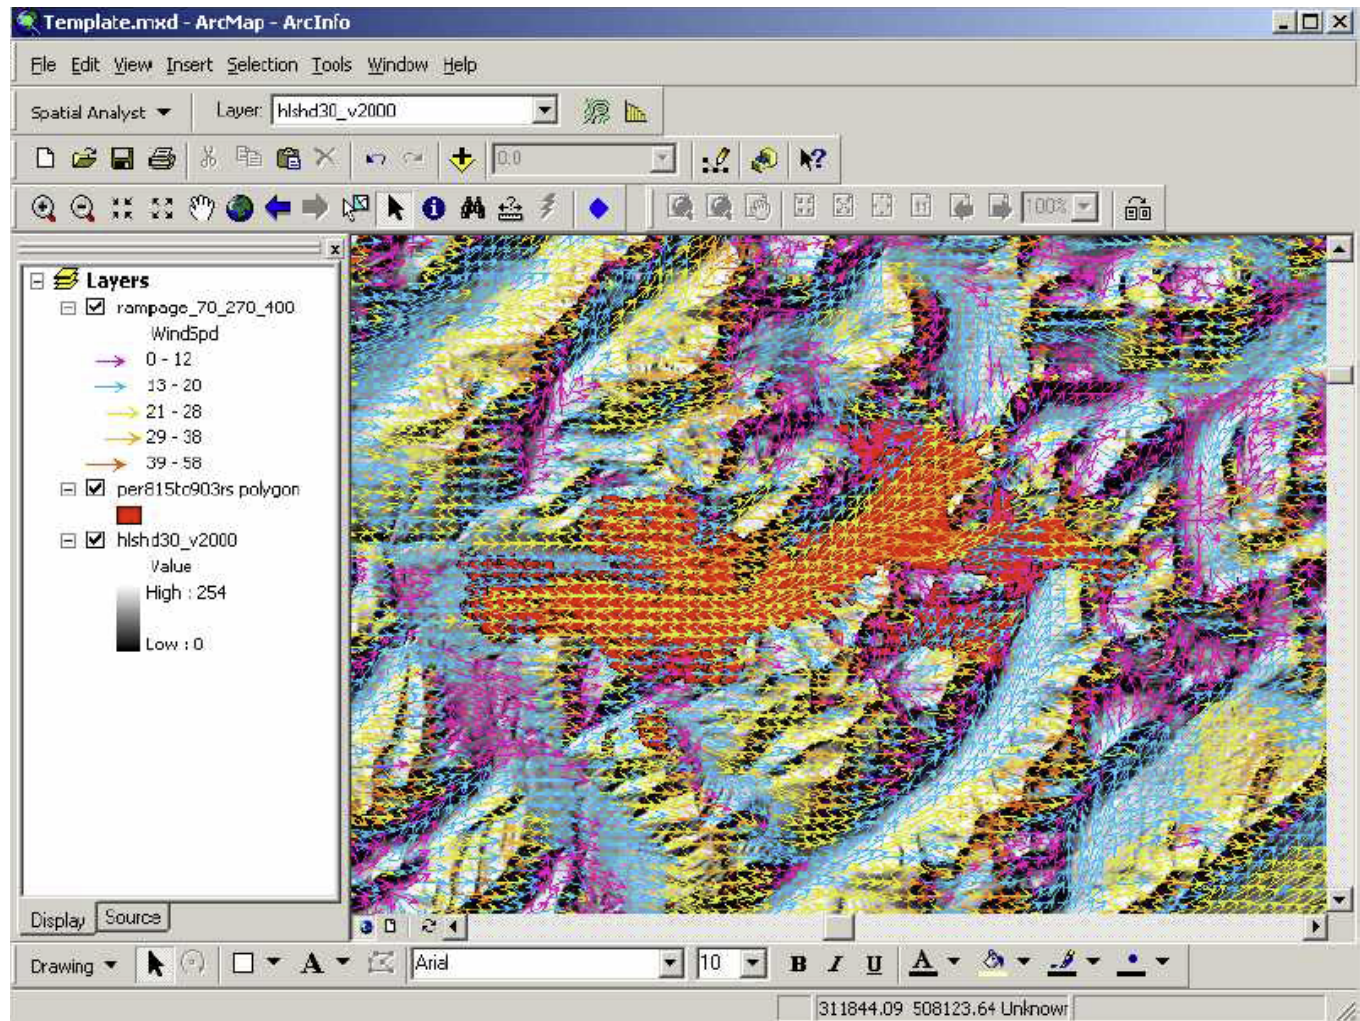 Template.mxd - ArcMap - ArcInfo
File Edit View Insert Selection Tools Window Help
Spatial Analyst Layer: hlshd30_v2000
0.0
100%
Layers
rampage_70_270_400
WindSpd
0 - 12
13 - 20
21 - 28
29 - 38
39 - 58
per815to903rs polygon
hlshd30_v2000
Value
High : 254
Low : 0
Display Source
Drawing A Arial 10 B I U A
311844.09 508123.64 Unknown